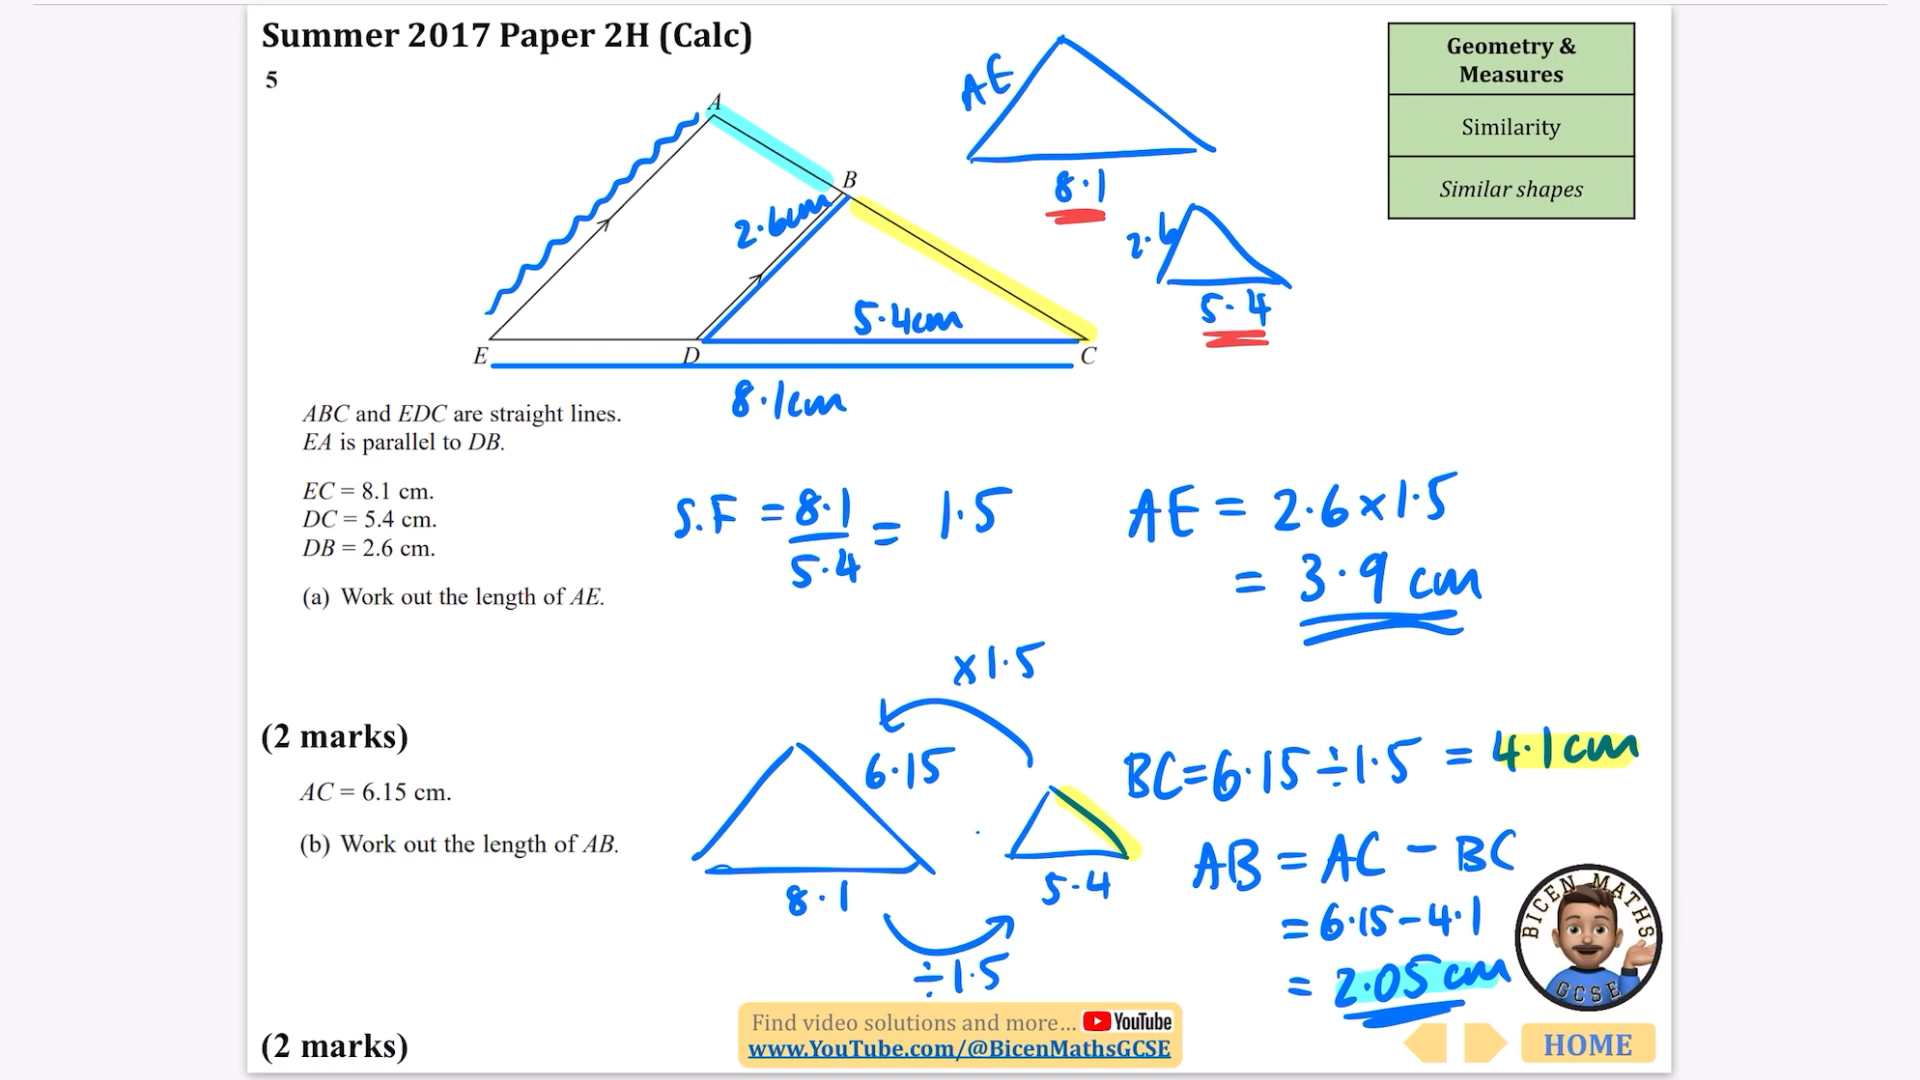 Summer 2017 Paper 2H (Calc)
5
Geometry &
Measures
Similarity
Similar shapes
A
B
E
D
C
2.6cm
5.4cm
8.1cm
AE
8.1
2.6
5.4
ABC and EDC are straight lines.
EA is parallel to DB.
EC = 8.1 cm.
DC = 5.4 cm.
DB = 2.6 cm.
(a) Work out the length of AE.
S.F = 8.1/5.4 = 1.5
AE = 2.6 x 1.5
= 3.9 cm
(2 marks)
AC = 6.15 cm.
(b) Work out the length of AB.
x1.5
6.15
8.1
5.4
÷1.5
BC = 6.15 ÷ 1.5 = 4.1cm
AB = AC - BC
= 6.15 - 4.1
= 2.05 cm
(2 marks)
BICEN MATHS
GCSE
Find video solutions and more... YouTube
www.YouTube.com/@BicenMathsGCSE
HOME